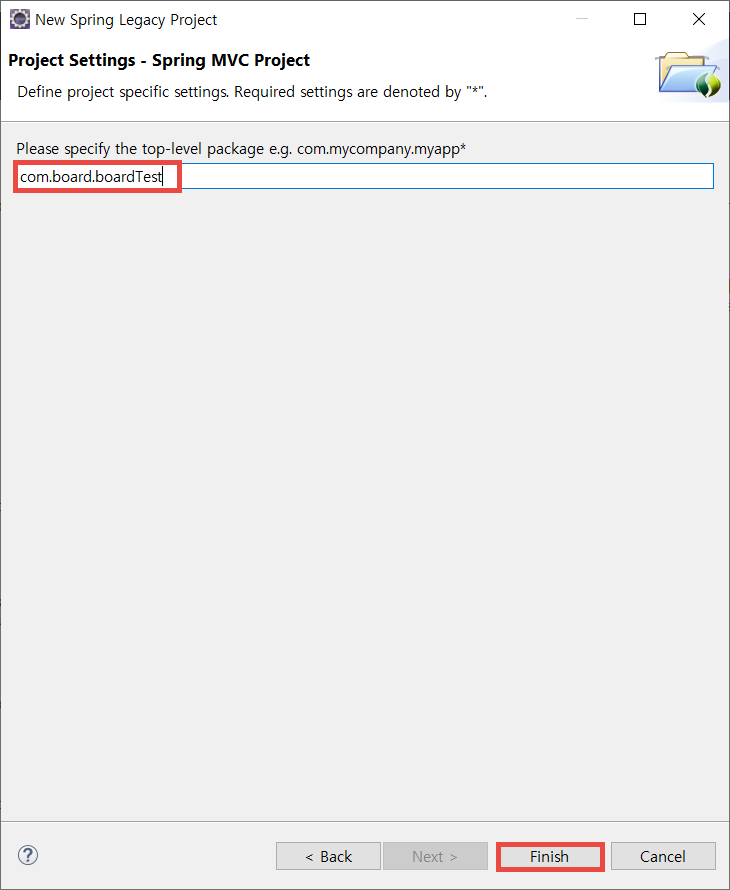 New Spring Legacy Project
Project Settings - Spring MVC Project
Define project specific settings. Required settings are denoted by "*".
Please specify the top-level package e.g. com.mycompany.myapp*
com.board.boardTest
?
< Back
Next >
Finish
Cancel